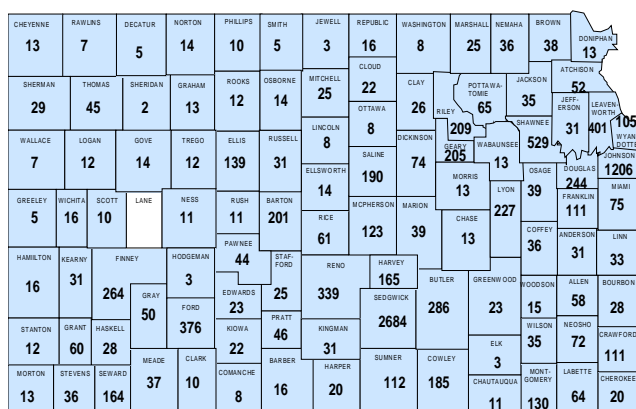 CHEYENNE 13
RAWLINS 7
DECATUR 5
NORTON 14
PHILLIPS 10
SMITH 5
JEWELL 3
REPUBLIC 16
WASHINGTON 8
MARSHALL 25
NEMAHA 36
BROWN 38
DONIPHAN 13
SHERMAN 29
THOMAS 45
SHERIDAN 2
GRAHAM 13
ROOKS 12
OSBORNE 14
MITCHELL 25
CLOUD 22
CLAY 26
RILEY 209
POTTAWA-
TOMIE 65
JACKSON 35
ATCHISON 52
JEFF-
ERSON 31
LEAVEN-
WORTH 401
105
WYAN
DOTTE
WALLACE 7
LOGAN 12
GOVE 14
TREGO 12
ELLIS 139
RUSSELL 31
LINCOLN 8
OTTAWA 8
DICKINSON 74
GEARY 205
WABAUNSEE 13
SHAWNEE 529
DOUGLAS 244
JOHNSON 1206
GREELEY 5
WICHITA 16
SCOTT 10
LANE
NESS 11
RUSH 11
BARTON 201
ELLSWORTH 14
SALINE 190
MORRIS 13
LYON 227
OSAGE 39
FRANKLIN 111
MIAMI 75
HAMILTON 16
KEARNY 31
FINNEY 264
HODGEMAN 3
PAWNEE 44
STAF-
FORD 25
RICE 61
MCPHERSON 123
MARION 39
CHASE 13
COFFEY 36
ANDERSON 31
LINN 33
GRAY 50
FORD 376
EDWARDS 23
RENO 339
HARVEY 165
SEDGWICK 2684
BUTLER 286
GREENWOOD 23
WOODSON 15
ALLEN 58
BOURBON 28
STANTON 12
GRANT 60
HASKELL 28
KIOWA 22
PRATT 46
KINGMAN 31
ELK 3
WILSON 35
NEOSHO 72
CRAWFORD 111
MORTON 13
STEVENS 36
SEWARD 164
MEADE 37
CLARK 10
COMANCHE 8
BARBER 16
HARPER 20
SUMNER 112
COWLEY 185
CHAUTAUQUA 11
MONT-
GOMERY 130
LABETTE 64
CHEROKEE 20